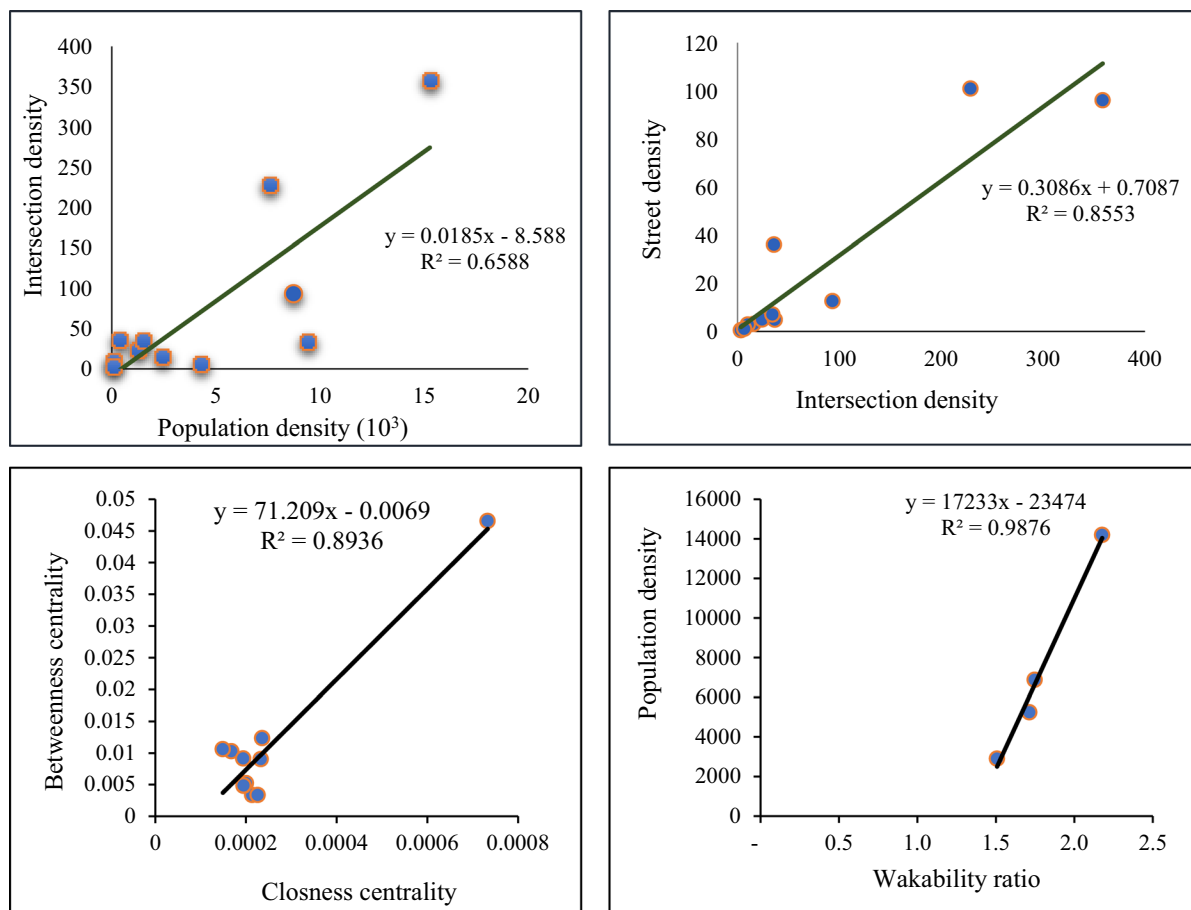 400
350
300
250
200
150
100
50
0
Intersection density
y = 0.0185x - 8.588
R² = 0.6588
0 5 10 15 20
Population density (10³)
120
100
80
60
40
20
0
Street density
y = 0.3086x + 0.7087
R² = 0.8553
0 100 200 300 400
Intersection density
0.05
0.045
0.04
0.035
0.03
0.025
0.02
0.015
0.01
0.005
0
Betweenness centrality
y = 71.209x - 0.0069
R² = 0.8936
0 0.0002 0.0004 0.0006 0.0008
Closness centrality
16000
14000
12000
10000
8000
6000
4000
2000
0
Population density
y = 17233x - 23474
R² = 0.9876
- 0.5 1.0 1.5 2.0 2.5
Wakability ratio